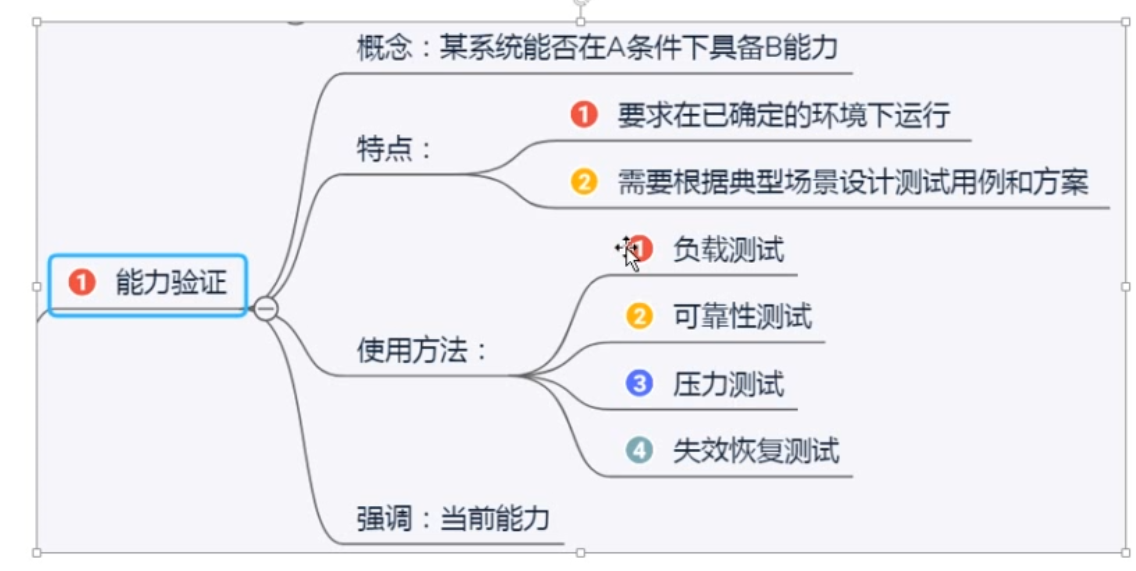 概念：某系统能否在A条件下具备B能力
特点：
1 要求在已确定的环境下运行
2 需要根据典型场景设计测试用例和方案
1 能力验证
使用方法：
1 负载测试
2 可靠性测试
3 压力测试
4 失效恢复测试
强调：当前能力